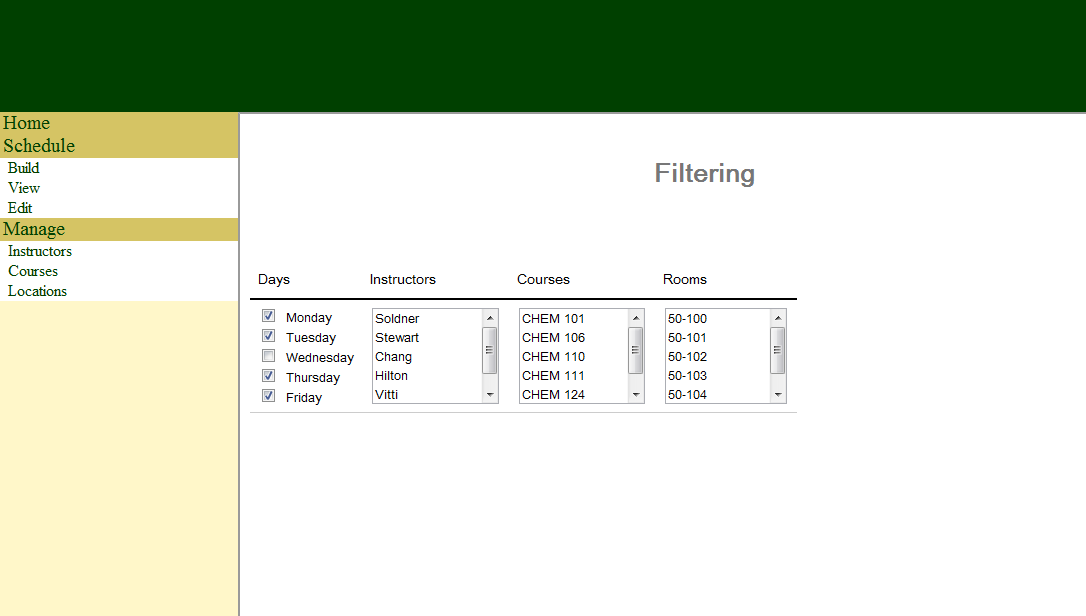 Home
Schedule
Build
View
Edit
Manage
Instructors
Courses
Locations
Filtering
Days Instructors Courses Rooms
Monday Soldner CHEM 101 50-100
Tuesday Stewart CHEM 106 50-101
Wednesday Chang CHEM 110 50-102
Thursday Hilton CHEM 111 50-103
Friday Vitti CHEM 124 50-104